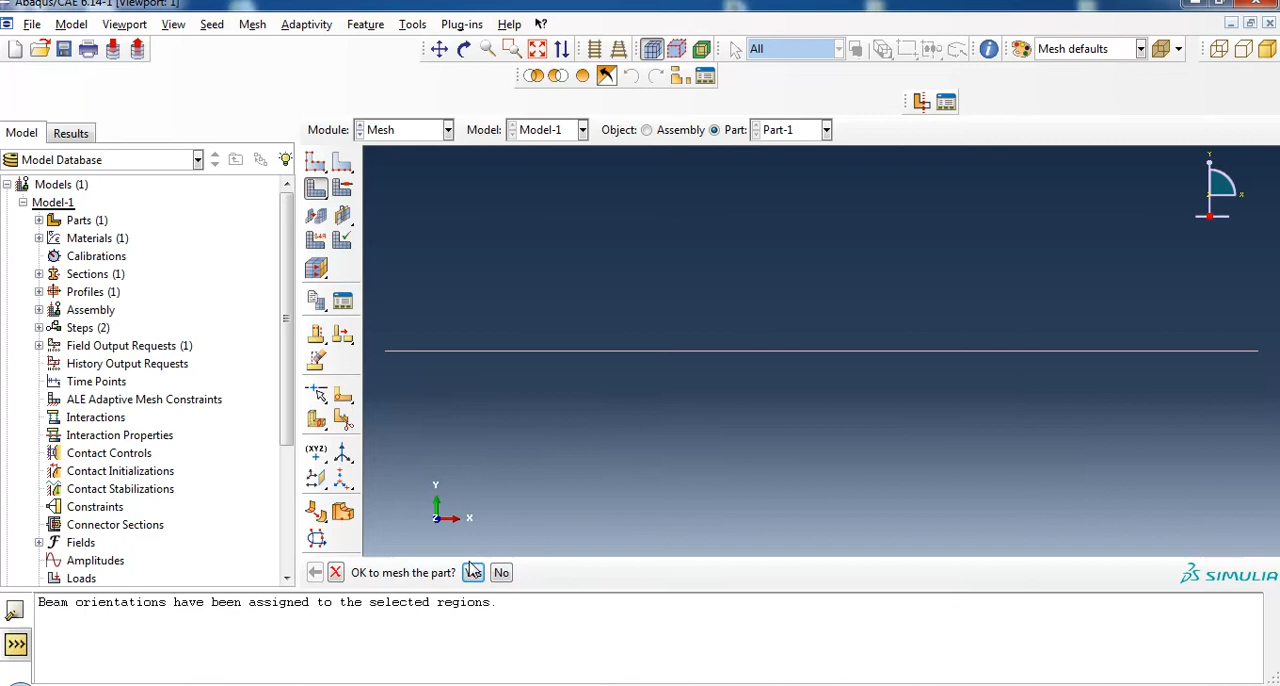 Abaqus/CAE 6.14-1 [Viewport: 1]
File Model Viewport View Seed Mesh Adaptivity Feature Tools Plug-ins Help
All Mesh defaults
Model Results Module: Mesh Model: Model-1 Object: Assembly Part: Part-1
Model Database
Models (1)
Model-1
Parts (1)
Materials (1)
Calibrations
Sections (1)
Profiles (1)
Assembly
Steps (2)
Field Output Requests (1)
History Output Requests
Time Points
ALE Adaptive Mesh Constraints
Interactions
Interaction Properties
Contact Controls
Contact Initializations
Contact Stabilizations
Constraints
Connector Sections
Fields
Amplitudes
Loads
Y
X
Y
Z X
(XYZ)
OK to mesh the part? No
SIMULIA
Beam orientations have been assigned to the selected regions.
>>>